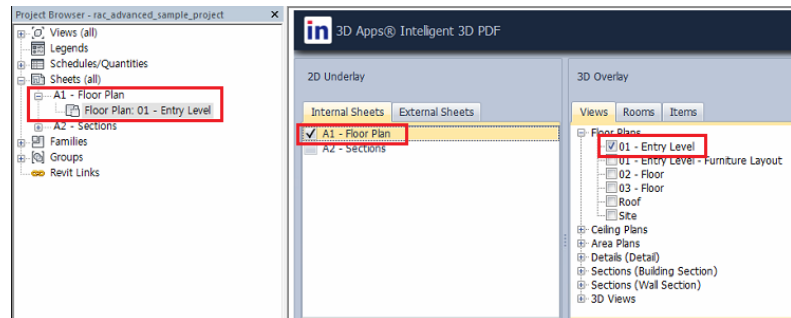 Project Browser - rac_advanced_sample_project
Views (all)
Legends
Schedules/Quantities
Sheets (all)
A1 - Floor Plan
Floor Plan: 01 - Entry Level
A2 - Sections
Families
Groups
Revit Links
in 3D Apps® Inteligent 3D PDF
2D Underlay
Internal Sheets External Sheets
A1 - Floor Plan
A2 - Sections
3D Overlay
Views Rooms Items
Floor Plans
01 - Entry Level
01 - Entry Level - Furniture Layout
02 - Floor
03 - Floor
Roof
Site
Ceiling Plans
Area Plans
Details (Detail)
Sections (Building Section)
Sections (Wall Section)
3D Views